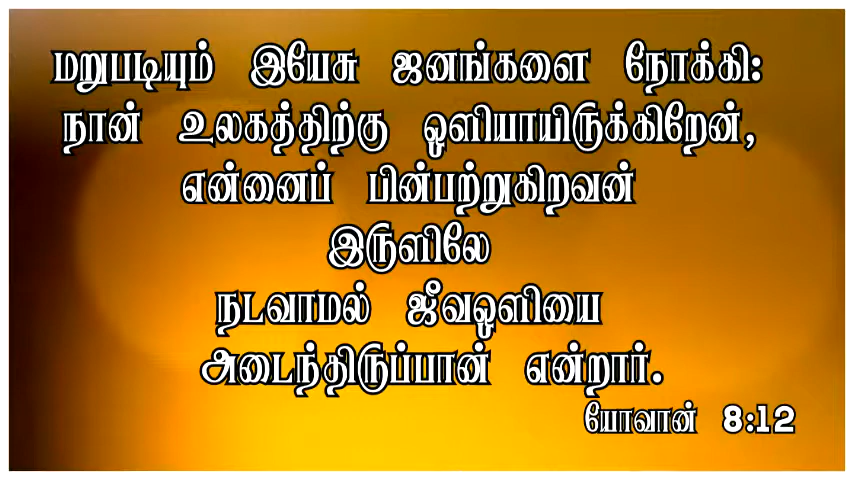 மறுபடியும் இயேசு ஜனங்களை நோக்கி:
நான் உலகத்திற்கு ஒளியாயிருக்கிறேன்,
என்னைப் பின்பற்றுகிறவன்
இருளிலே
நடவாமல் ஜீவஒளியை
அடைந்திருப்பான் என்றார்.
யோவான் 8:12